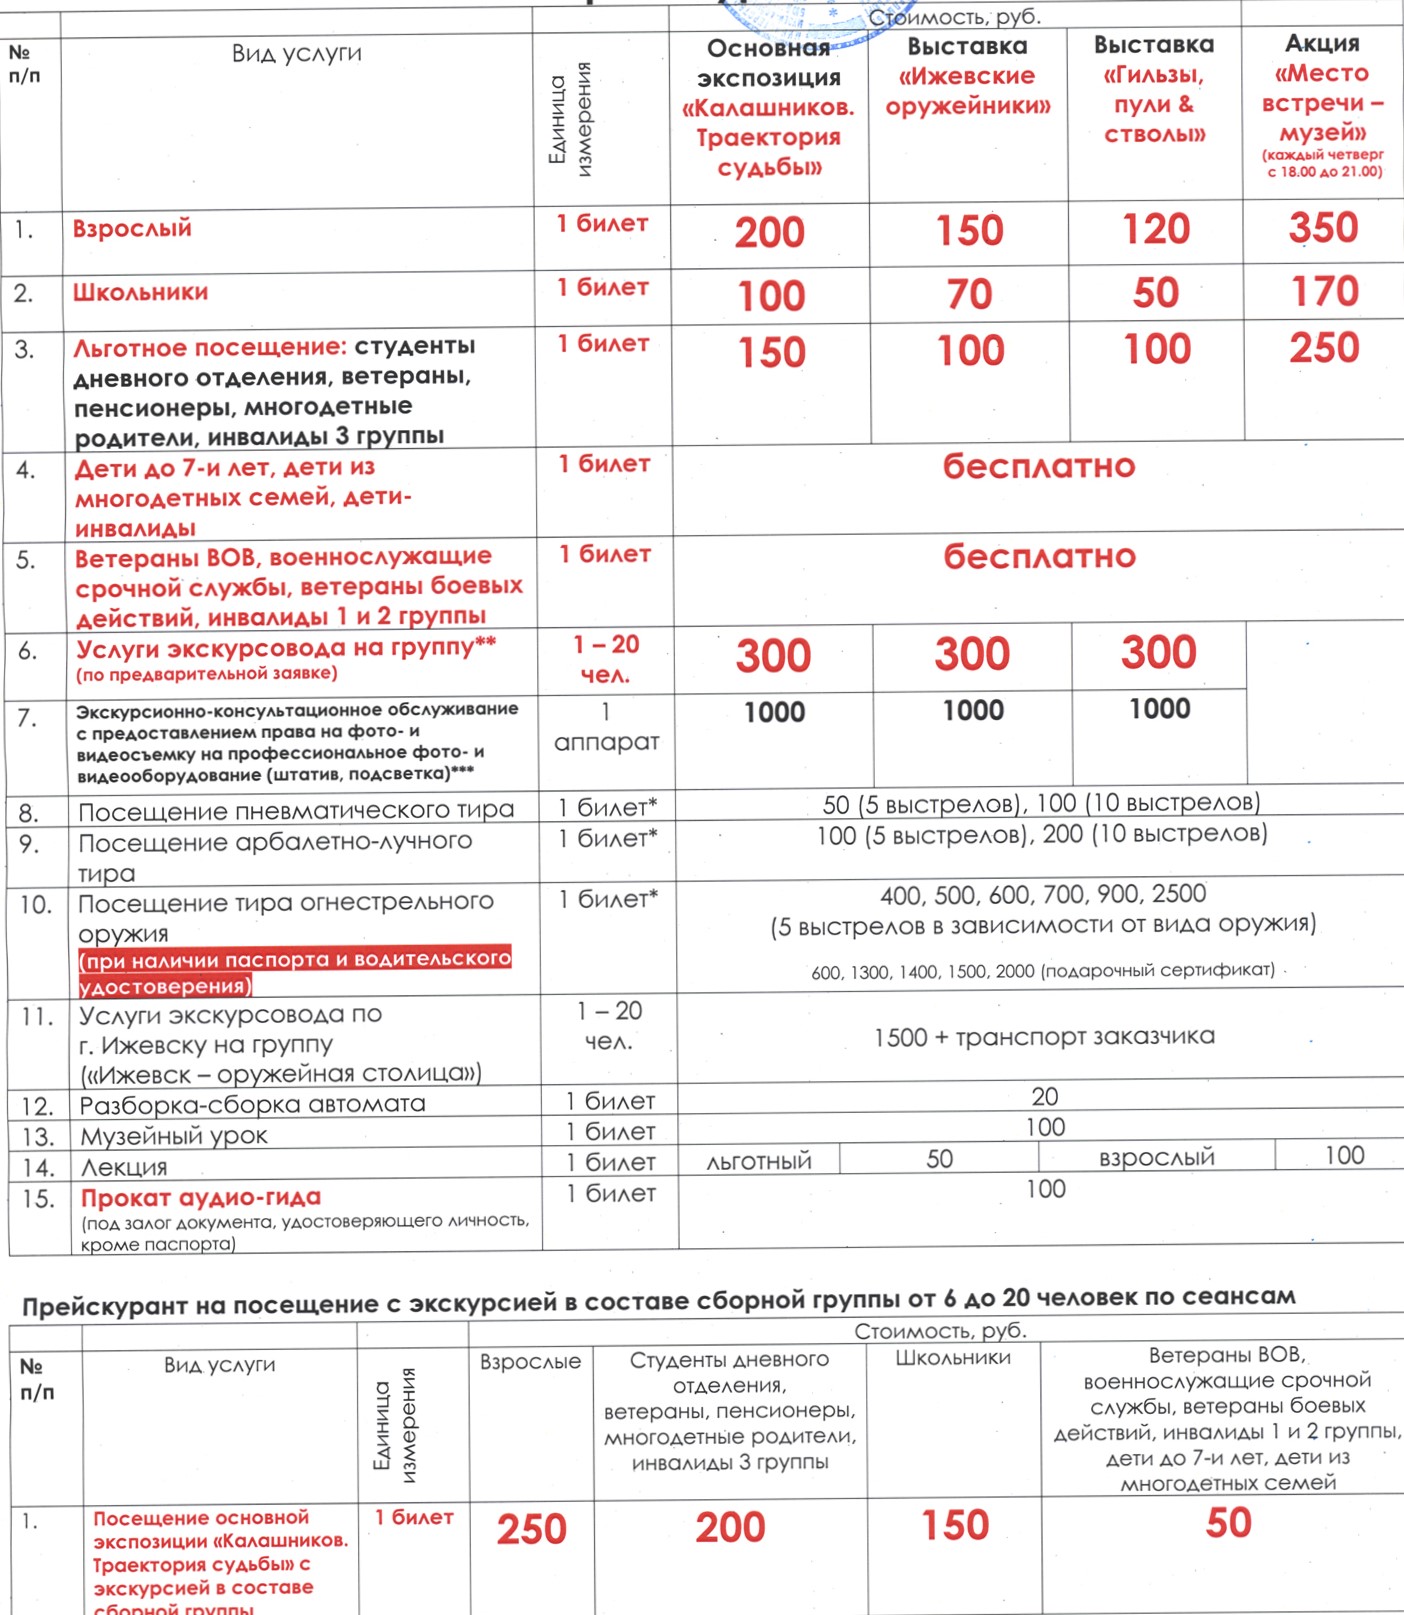 Стоимость, руб.
№ п/п
Вид услуги
Единица измерения
Основная экспозиция «Калашников. Траектория судьбы»
Выставка «Ижевские оружейники»
Выставка «Гильзы, пули & стволы»
Акция «Место встречи – музей» (каждый четверг с 18.00 до 21.00)
1. Взрослый 1 билет 200 150 120 350
2. Школьники 1 билет 100 70 50 170
3. Льготное посещение: студенты 1 билет 150 100 100 250
дневного отделения, ветераны,
пенсионеры, многодетные
родители, инвалиды 3 группы
4. Дети до 7-и лет, дети из 1 билет бесплатно
многодетных семей, дети-
инвалиды
5. Ветераны ВОВ, военнослужащие 1 билет бесплатно
срочной службы, ветераны боевых
действий, инвалиды 1 и 2 группы
6. Услуги экскурсовода на группу** 1 – 20 чел. 300 300 300
(по предварительной заявке)
7. Экскурсионно-консультационное обслуживание 1 аппарат 1000 1000 1000
с предоставлением права на фото- и
видеосъемку на профессиональное фото- и
видеооборудование (штатив, подсветка)***
8. Посещение пневматического тира 1 билет* 50 (5 выстрелов), 100 (10 выстрелов)
9. Посещение арбалетно-лучного 1 билет* 100 (5 выстрелов), 200 (10 выстрелов)
тира
10. Посещение тира огнестрельного 1 билет* 400, 500, 600, 700, 900, 2500
оружия (5 выстрелов в зависимости от вида оружия)
(при наличии паспорта и водительского
удостоверения) 600, 1300, 1400, 1500, 2000 (подарочный сертификат)
11. Услуги экскурсовода по 1 – 20 чел. 1500 + транспорт заказчика
г. Ижевску на группу
(«Ижевск – оружейная столица»)
12. Разборка-сборка автомата 1 билет 20
13. Музейный урок 1 билет 100
14. Лекция 1 билет льготный 50 взрослый 100
15. Прокат аудио-гида 1 билет 100
(под залог документа, удостоверяющего личность,
кроме паспорта)
Прейскурант на посещение с экскурсией в составе сборной группы от 6 до 20 человек по сеансам
Стоимость, руб.
№ п/п
Вид услуги
Единица измерения
Взрослые
Студенты дневного
отделения,
ветераны, пенсионеры,
многодетные родители,
инвалиды 3 группы
Школьники
Ветераны ВОВ,
военнослужащие срочной
службы, ветераны боевых
действий, инвалиды 1 и 2 группы,
дети до 7-и лет, дети из
многодетных семей
1. Посещение основной 1 билет 250 200 150 50
экспозиции «Калашников.
Траектория судьбы» с
экскурсией в составе
сборной группы